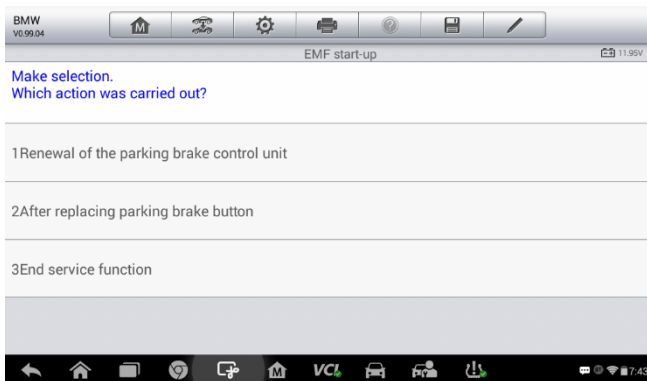 BMW
V0.99.04
M
EMF start-up
11.95V
Make selection.
Which action was carried out?
1Renewal of the parking brake control unit
2After replacing parking brake button
3End service function
M
VCI
7:43